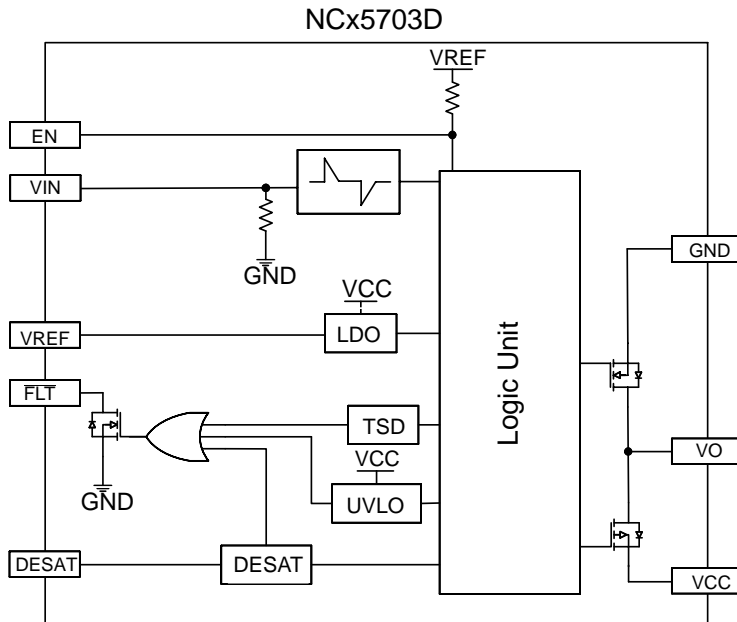 NCx5703D
VREF
EN
VIN
GND
GND
VCC
VREF
LDO
Logic Unit
FLT
TSD
VCC
VO
GND
UVLO
DESAT
DESAT
VCC